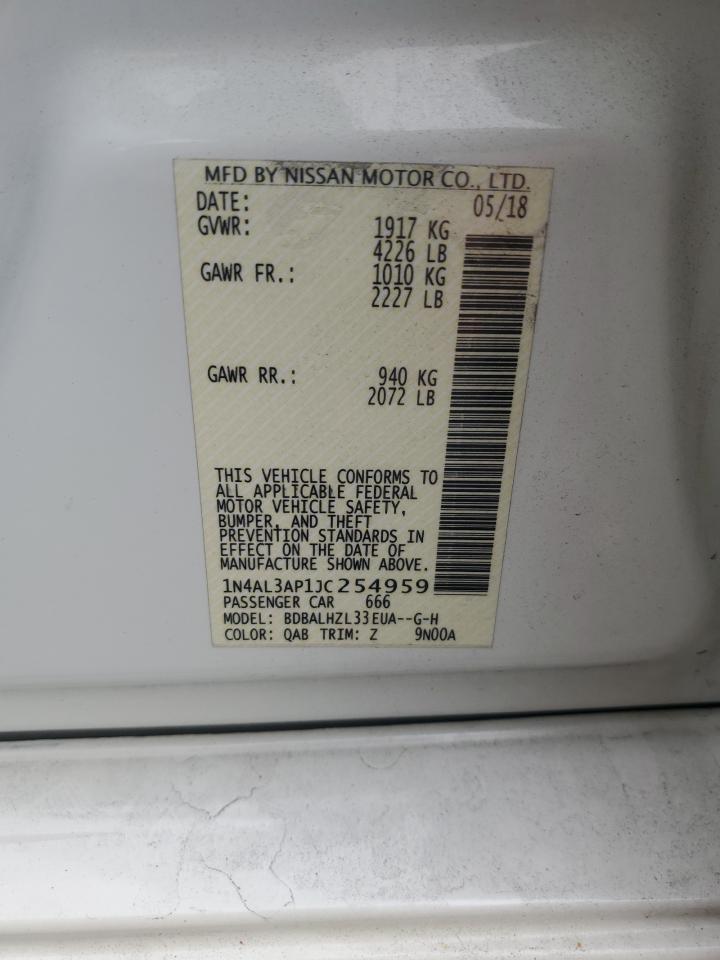 MFD BY NISSAN MOTOR CO., LTD.
DATE: 05/18
GVWR: 1917 KG
4226 LB
GAWR FR.: 1010 KG
2227 LB
GAWR RR.: 940 KG
2072 LB
THIS VEHICLE CONFORMS TO
ALL APPLICABLE FEDERAL
MOTOR VEHICLE SAFETY,
BUMPER, AND THEFT
PREVENTION STANDARDS IN
EFFECT ON THE DATE OF
MANUFACTURE SHOWN ABOVE.
1N4AL3AP1JC254959
PASSENGER CAR 666
MODEL: BDBALHZL33EUA--G-H
COLOR: QAB TRIM: Z 9N00A